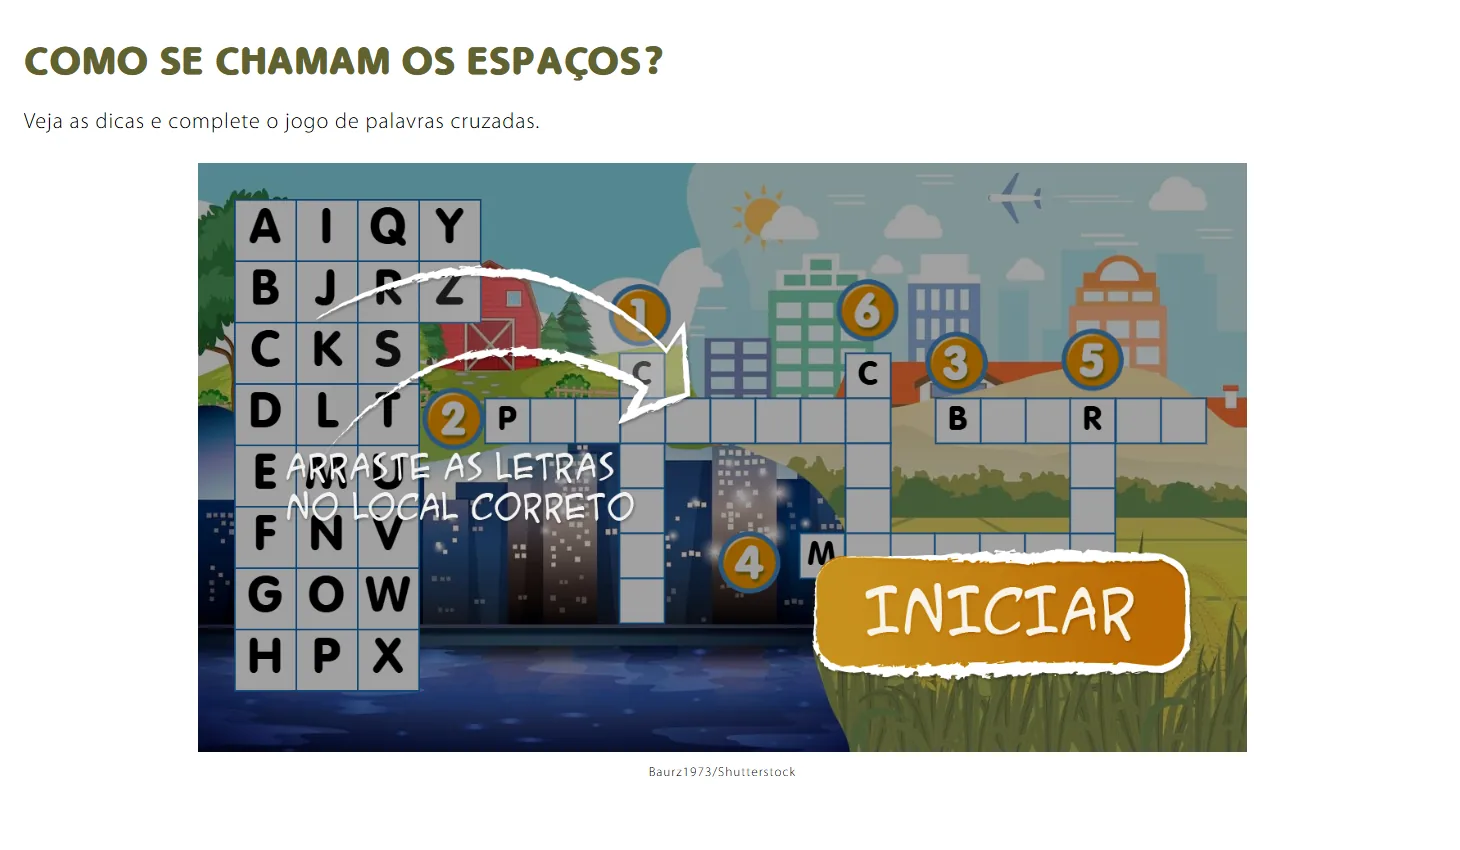 COMO SE CHAMAM OS ESPAÇOS?
Veja as dicas e complete o jogo de palavras cruzadas.
A I Q Y
B J R Z
C K S
D L T
E M U
F N V
G O W
H P X
1
6
3
5
C
C
2 P
B R
ARRASTE AS LETRAS
NO LOCAL CORRETO
4 M
INICIAR
Baurz1973/Shutterstock